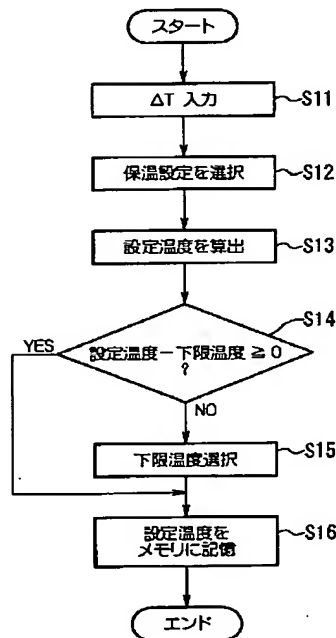 スタート
ΔT 入力
S11
保温設定を選択
S12
設定温度を算出
S13
S14
YES
設定温度－下限温度 ≧ 0
?
NO
下限温度選択
S15
設定温度を
メモリに記憶
S16
エンド